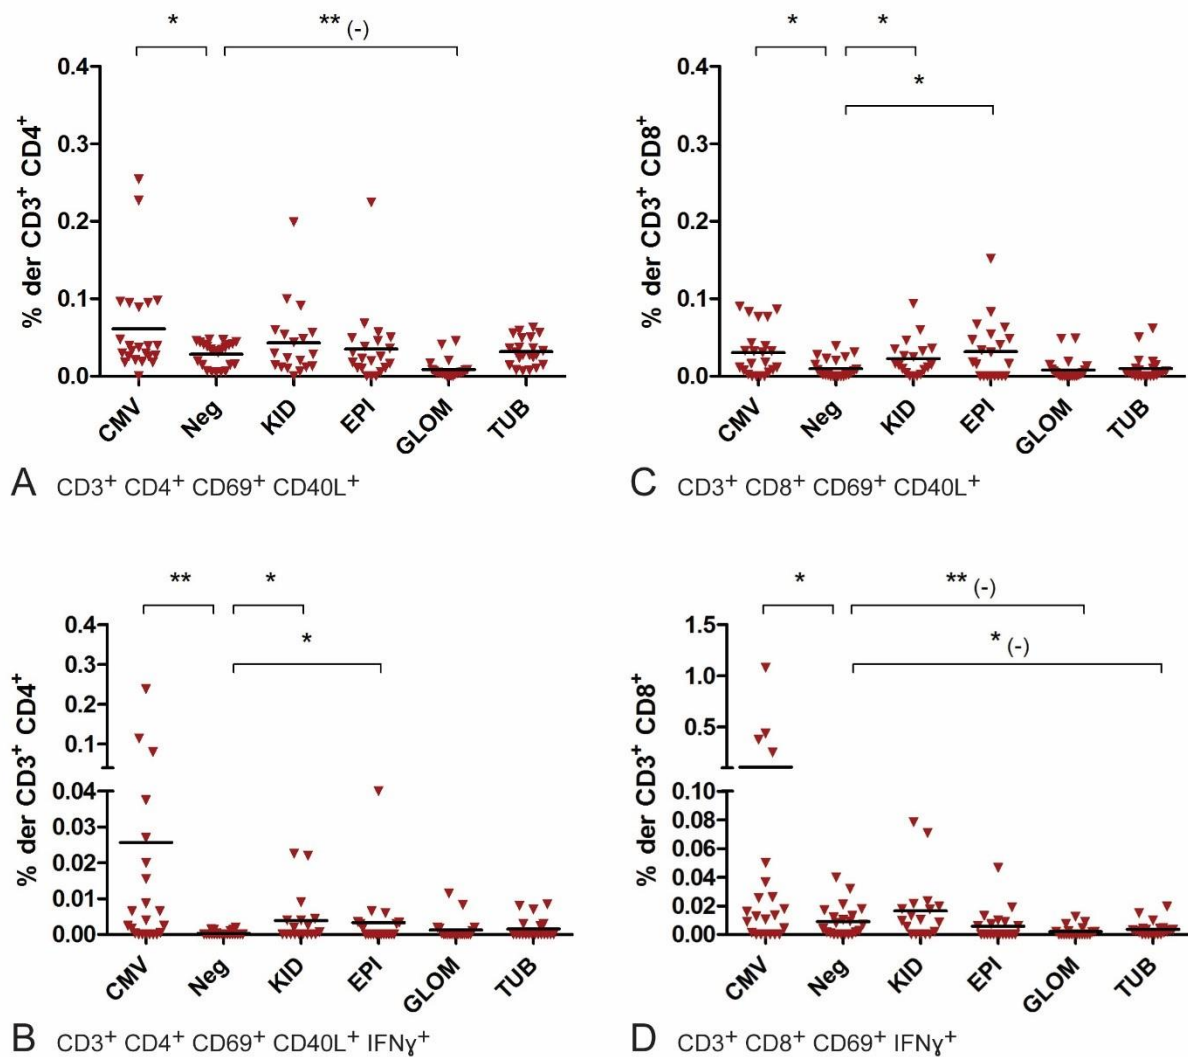 * ** (-)
0.4
0.3
0.2
0.1
0.0
% der CD3+ CD4+
CMV Neg KID EPI GLOM TUB
A CD3+ CD4+ CD69+ CD40L+
* *
*
0.4
0.3
0.2
0.1
0.0
% der CD3+ CD8+
CMV Neg KID EPI GLOM TUB
C CD3+ CD8+ CD69+ CD40L+
** *
*
0.4
0.3
0.2
0.1
0.04
0.03
0.02
0.01
0.00
% der CD3+ CD4+
CMV Neg KID EPI GLOM TUB
B CD3+ CD4+ CD69+ CD40L+ IFNγ+
* ** (-)
* (-)
1.5
1.0
0.5
0.10
0.08
0.06
0.04
0.02
0.00
% der CD3+ CD8+
CMV Neg KID EPI GLOM TUB
D CD3+ CD8+ CD69+ IFNγ+